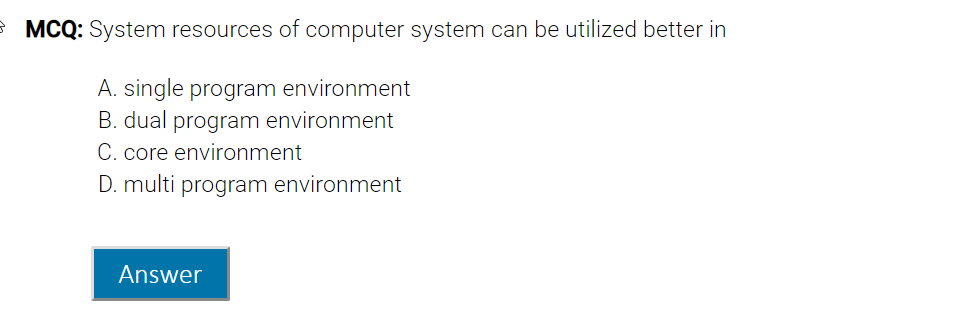 MCQ: System resources of computer system can be utilized better in
A. single program environment
B. dual program environment
C. core environment
D. multi program environment
Answer